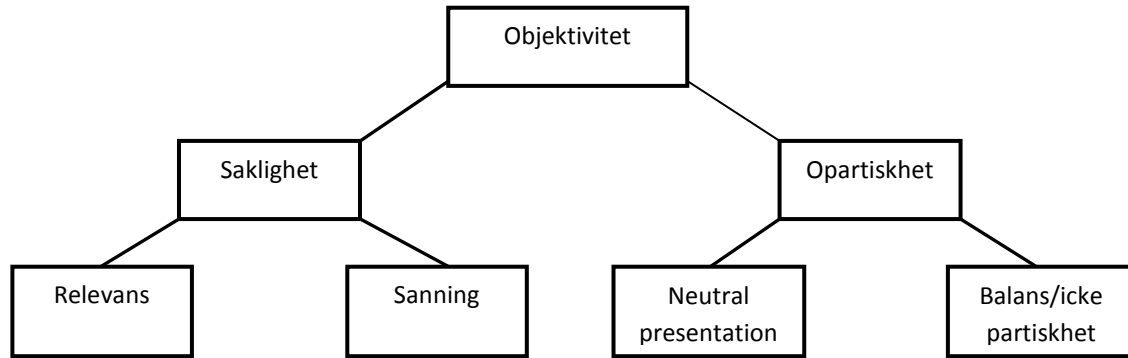 Objektivitet
Saklighet
Opartiskhet
Relevans
Sanning
Neutral
presentation
Balans/icke
partiskhet